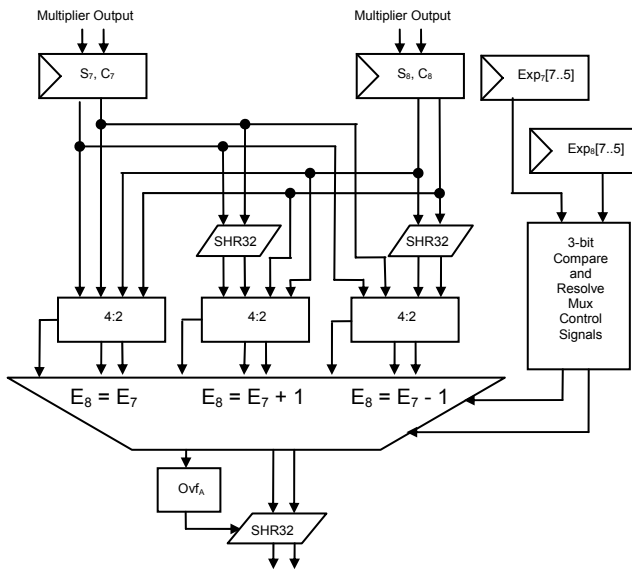 Multiplier Output
Multiplier Output
S₇, C₇
S₈, C₈
Exp₇[7..5]
Exp₈[7..5]
SHR32
SHR32
3-bit
Compare
and
Resolve
Mux
Control
Signals
4:2
4:2
4:2
E₈ = E₇
E₈ = E₇ + 1
E₈ = E₇ - 1
Ovf_A
SHR32